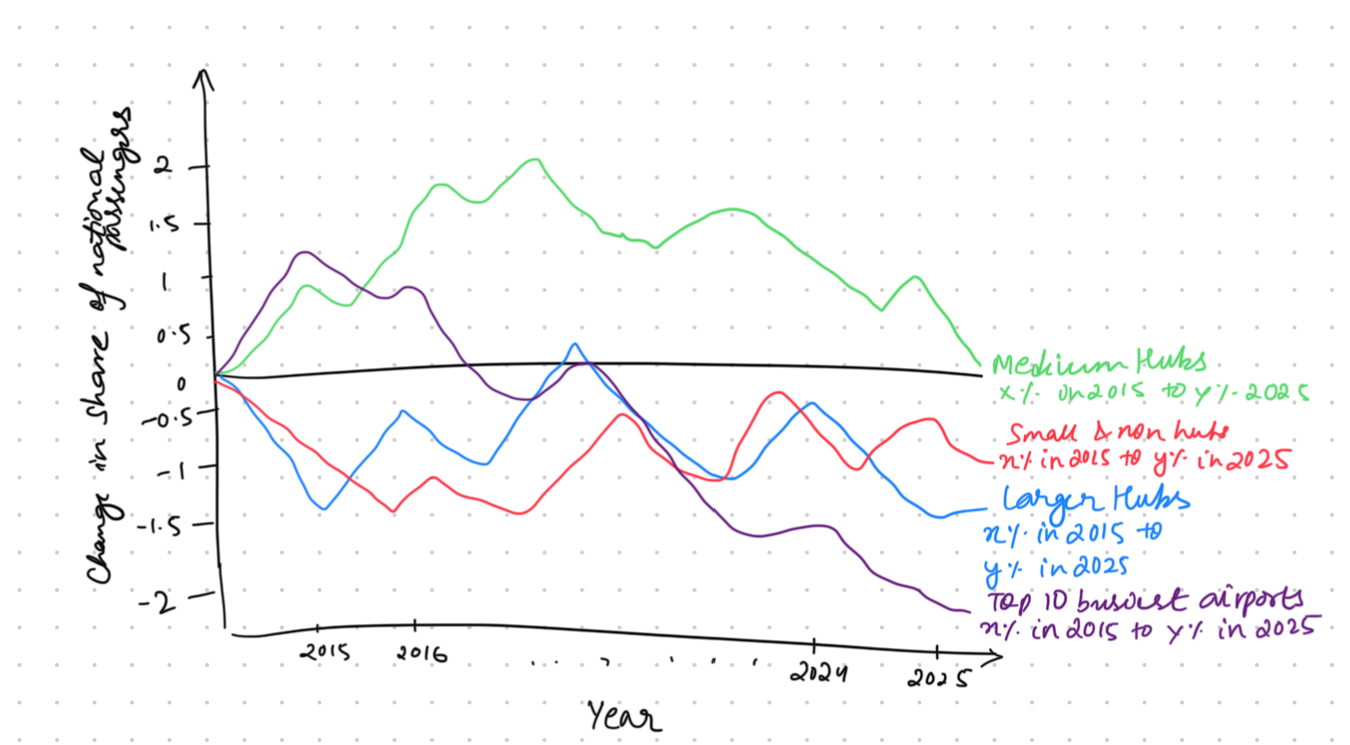 Change in share of national
passengers
2
1.5
1
0.5
0
-0.5
-1
-1.5
-2
Medium Hubs
x% in 2015 to y% 2025
Small & non hubs
x% in 2015 to y% in 2025
Larger Hubs
x% in 2015 to
y% in 2025
Top 10 busiest airports
x% in 2015 to y% in 2025
2015 2016 2024 2025
Year